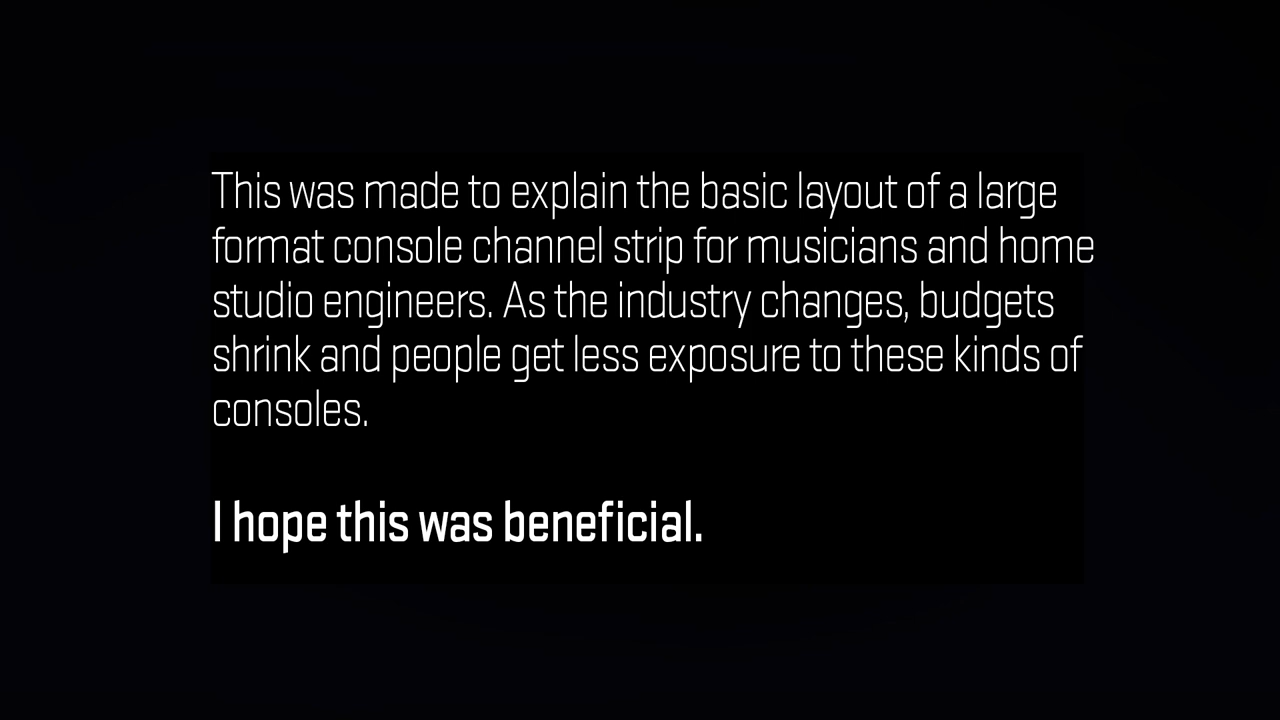 This was made to explain the basic layout of a large
format console channel strip for musicians and home
studio engineers. As the industry changes, budgets
shrink and people get less exposure to these kinds of
consoles.
I hope this was beneficial.